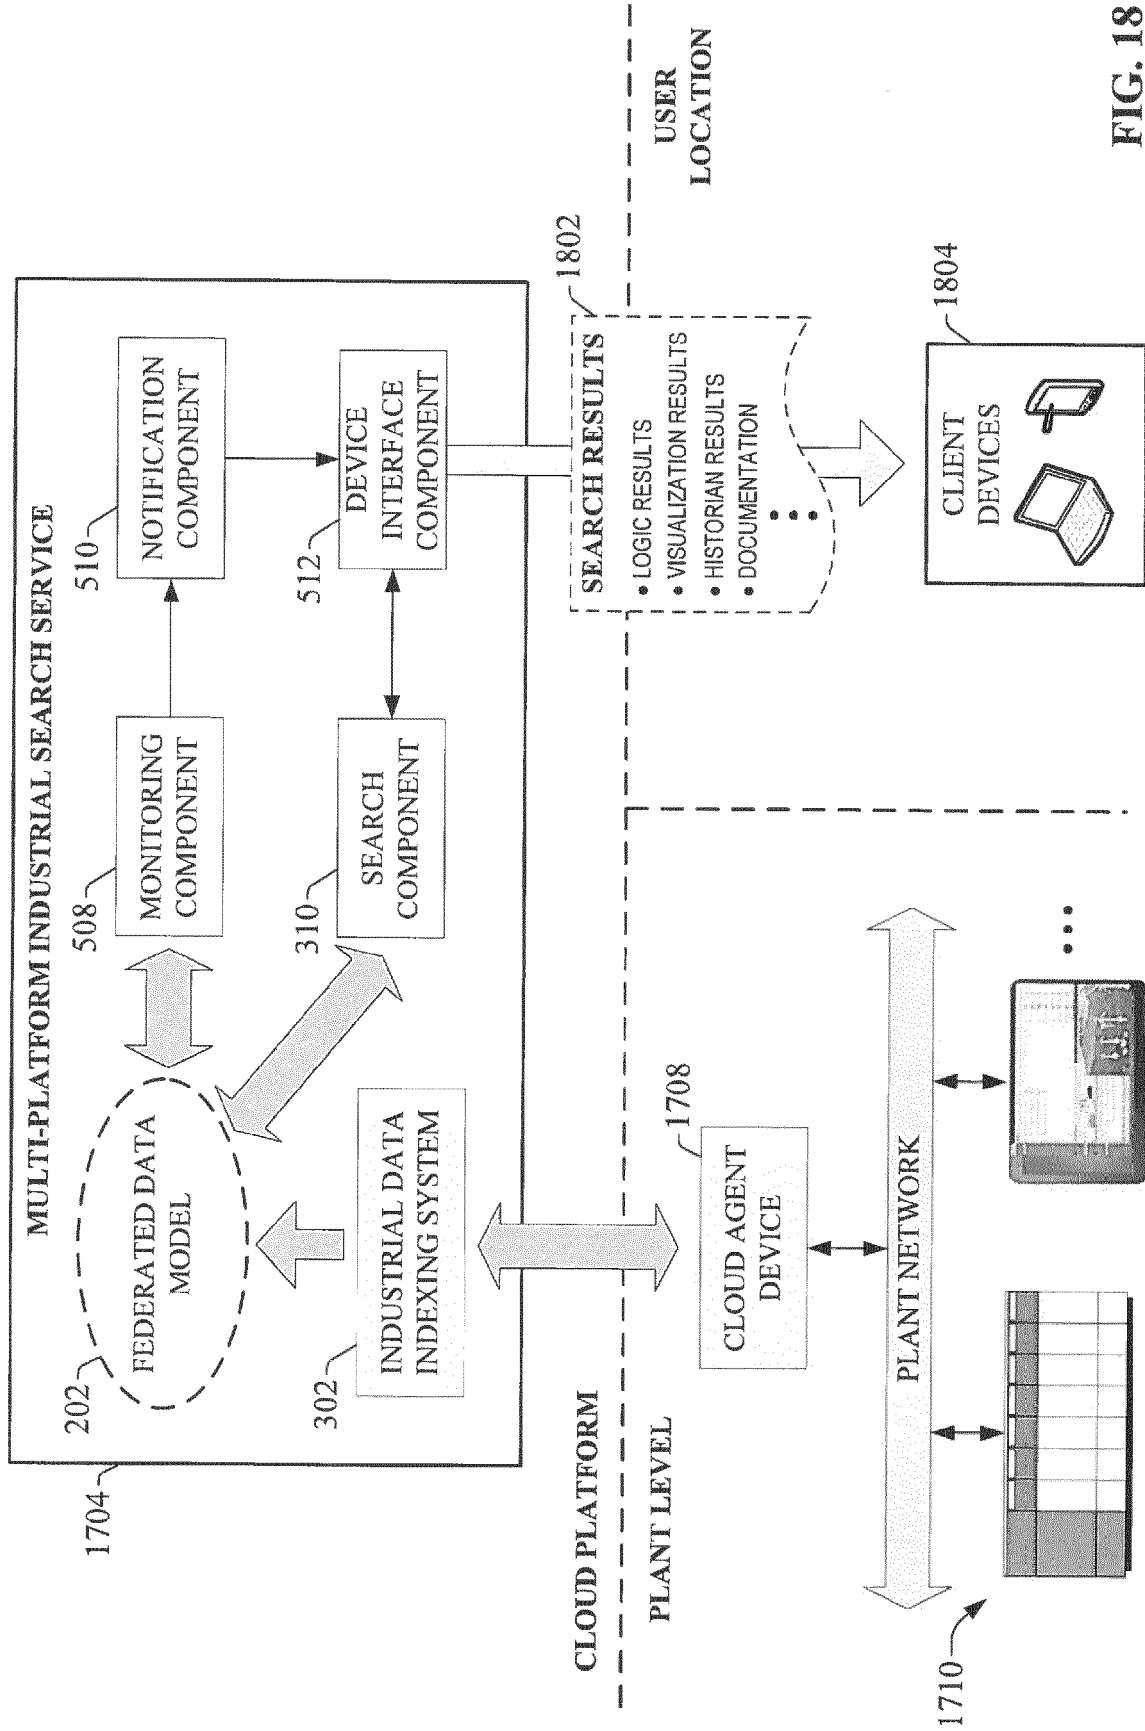 MULTI-PLATFORM INDUSTRIAL SEARCH SERVICE
1704
202
FEDERATED DATA
MODEL
508
MONITORING
COMPONENT
510
NOTIFICATION
COMPONENT
302
INDUSTRIAL DATA
INDEXING SYSTEM
310
SEARCH
COMPONENT
512
DEVICE
INTERFACE
COMPONENT
CLOUD PLATFORM
PLANT LEVEL
1708
CLOUD AGENT
DEVICE
PLANT NETWORK
1710
• • •
1802
SEARCH RESULTS
• LOGIC RESULTS
• VISUALIZATION RESULTS
• HISTORIAN RESULTS
• DOCUMENTATION
• • •
USER
LOCATION
1804
CLIENT
DEVICES
FIG. 18